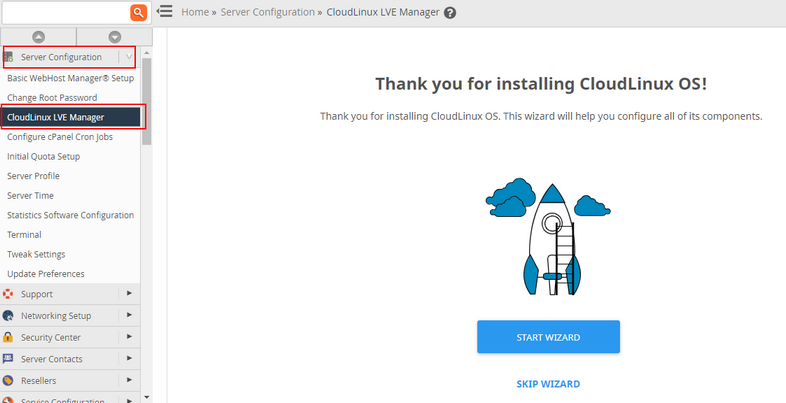 Home » Server Configuration » CloudLinux LVE Manager ?
Server Configuration
Basic WebHost Manager® Setup
Change Root Password
CloudLinux LVE Manager
Configure cPanel Cron Jobs
Initial Quota Setup
Server Profile
Server Time
Statistics Software Configuration
Terminal
Tweak Settings
Update Preferences
Support
Networking Setup
Security Center
Server Contacts
Resellers
Service Configuration
Thank you for installing CloudLinux OS!
Thank you for installing CloudLinux OS. This wizard will help you configure all of its components.
START WIZARD
SKIP WIZARD